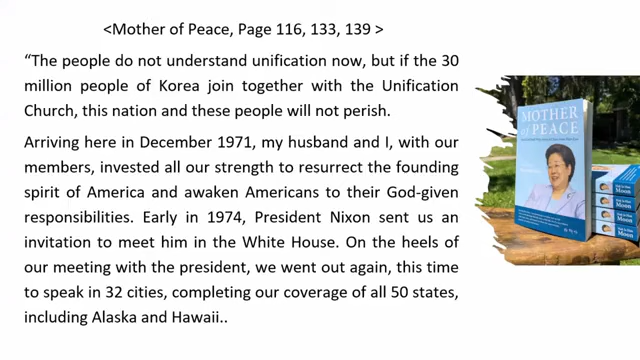 <Mother of Peace, Page 116, 133, 139 >
“The people do not understand unification now, but if the 30
million people of Korea join together with the Unification
Church, this nation and these people will not perish.
Arriving here in December 1971, my husband and I, with our
members, invested all our strength to resurrect the founding
spirit of America and awaken Americans to their God-given
responsibilities. Early in 1974, President Nixon sent us an
invitation to meet him in the White House. On the heels of
our meeting with the president, we went out again, this time
to speak in 32 cities, completing our coverage of all 50 states,
including Alaska and Hawaii..
MOTHER
of PEACE
Moon
Moon
Moon
Moon